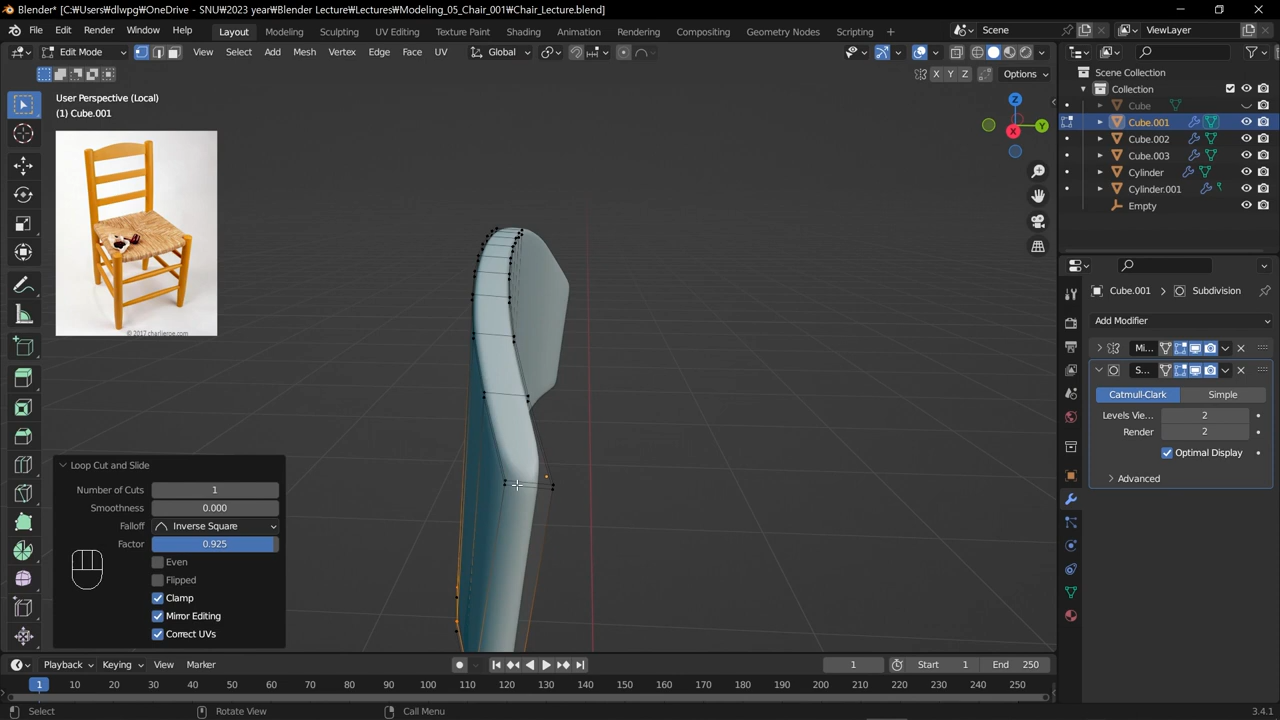 Blender* [C:₩Users₩dlwpg₩OneDrive - SNU₩2023 year₩Blender Lecture₩Lectures₩Modeling_05_Chair_001₩Chair_Lecture.blend]
File Edit Render Window Help Layout Modeling Sculpting UV Editing Texture Paint Shading Animation Rendering Compositing Geometry Nodes Scripting Scene ViewLayer
Edit Mode View Select Add Mesh Vertex Edge Face UV Global
X Y Z Options
User Perspective (Local)
(1) Cube.001
Z
Y
X
© 2017 charlieroe.com
Loop Cut and Slide
Number of Cuts 1
Smoothness 0.000
Falloff Inverse Square
Factor 0.925
Even
Flipped
Clamp
Mirror Editing
Correct UVs
Scene Collection
Collection
Cube
Cube.001
Cube.002
Cube.003
Cylinder
Cylinder.001
Empty
Cube.001 Subdivision
Add Modifier
Mi...
S...
Catmull-Clark Simple
Levels Vie... 2
Render 2
Optimal Display
Advanced
Playback Keying View Marker 1 Start 1 End 250
1 10 20 30 40 50 60 70 80 90 100 110 120 130 140 150 160 170 180 190 200 210 220 230 240 250
Select Rotate View Call Menu 3.4.1